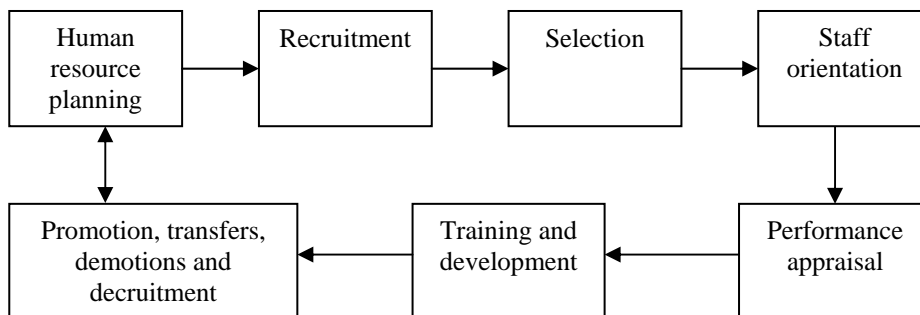 Human
resource
planning
Recruitment
Selection
Staff
orientation
Promotion, transfers,
demotions and
decruitment
Training and
development
Performance
appraisal